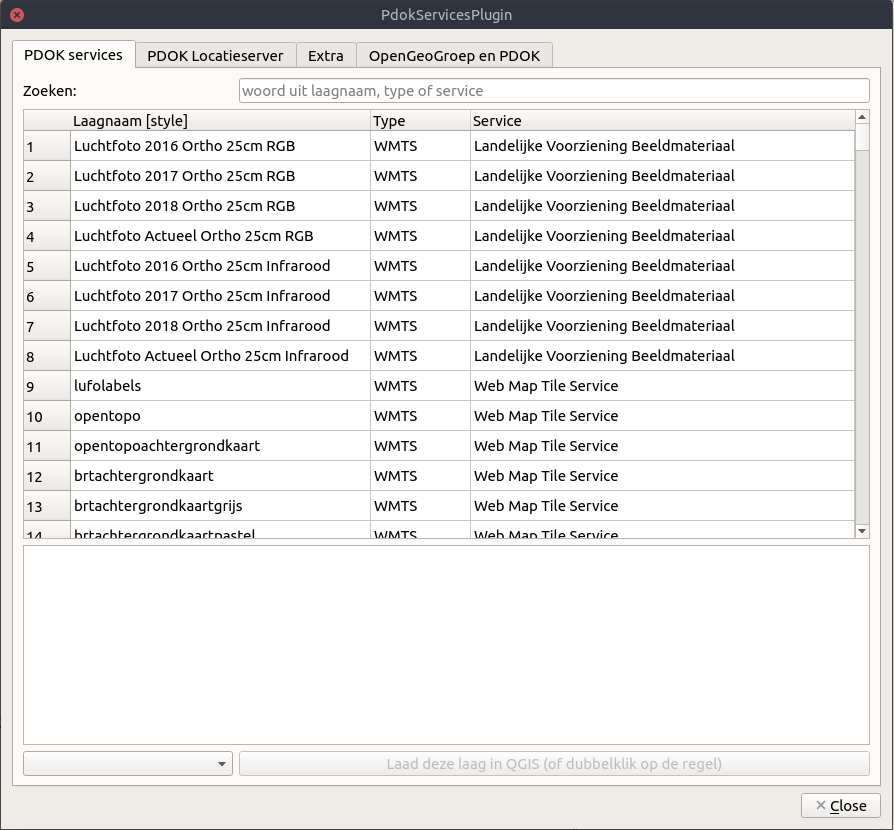 PdokServicesPlugin
PDOK services PDOK Locatieserver Extra OpenGeoGroep en PDOK
Zoeken: woord uit laagnaam, type of service
Laagnaam [style] Type Service
1 Luchtfoto 2016 Ortho 25cm RGB WMTS Landelijke Voorziening Beeldmateriaal
2 Luchtfoto 2017 Ortho 25cm RGB WMTS Landelijke Voorziening Beeldmateriaal
3 Luchtfoto 2018 Ortho 25cm RGB WMTS Landelijke Voorziening Beeldmateriaal
4 Luchtfoto Actueel Ortho 25cm RGB WMTS Landelijke Voorziening Beeldmateriaal
5 Luchtfoto 2016 Ortho 25cm Infrarood WMTS Landelijke Voorziening Beeldmateriaal
6 Luchtfoto 2017 Ortho 25cm Infrarood WMTS Landelijke Voorziening Beeldmateriaal
7 Luchtfoto 2018 Ortho 25cm Infrarood WMTS Landelijke Voorziening Beeldmateriaal
8 Luchtfoto Actueel Ortho 25cm Infrarood WMTS Landelijke Voorziening Beeldmateriaal
9 lufolabels WMTS Web Map Tile Service
10 opentopo WMTS Web Map Tile Service
11 opentopoachtergrondkaart WMTS Web Map Tile Service
12 brtachtergrondkaart WMTS Web Map Tile Service
13 brtachtergrondkaartgrijs WMTS Web Map Tile Service
14 brtachtergrondkaartpastel WMTS Web Map Tile Service
Laad deze laag in QGIS (of dubbelklik op de regel)
Close